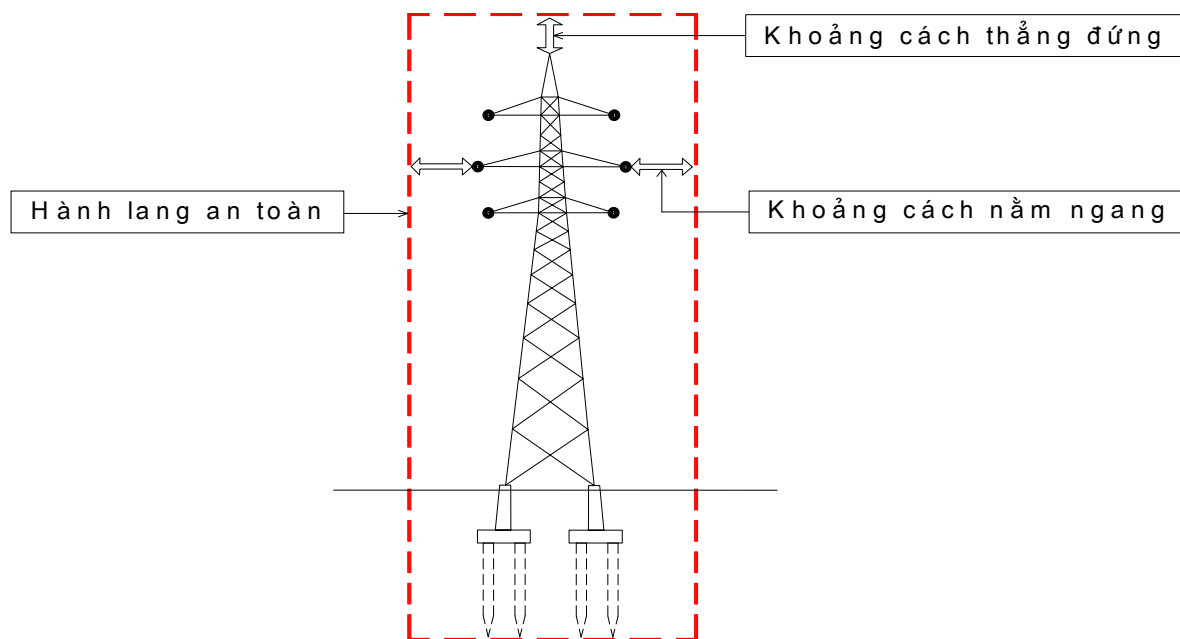 Khoảng cách thẳng đứng
Hành lang an toàn
Khoảng cách nằm ngang